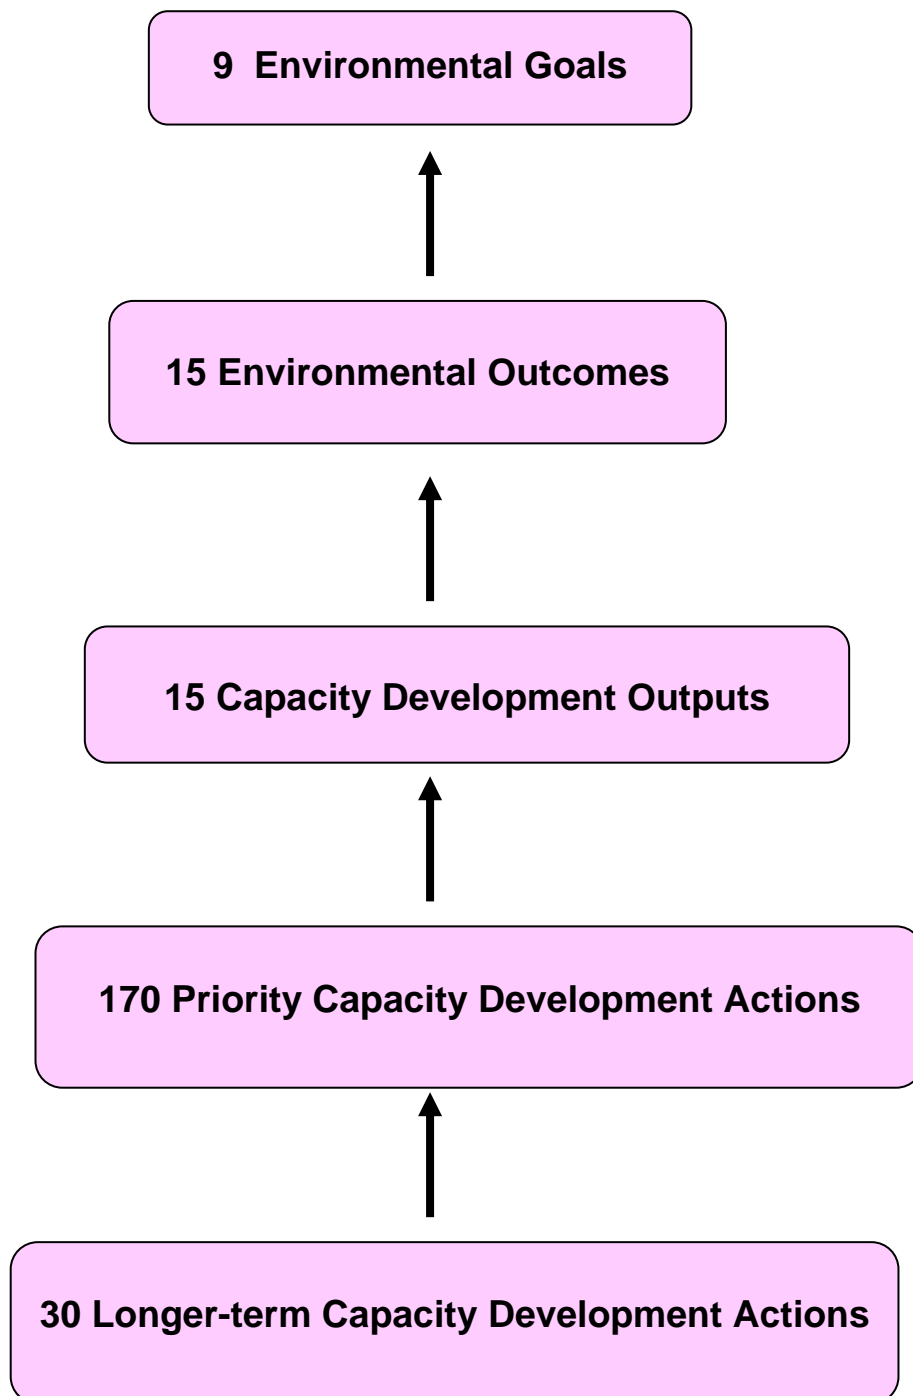 9  Environmental Goals
15 Environmental Outcomes
15 Capacity Development Outputs
170 Priority Capacity Development Actions
30 Longer-term Capacity Development Actions